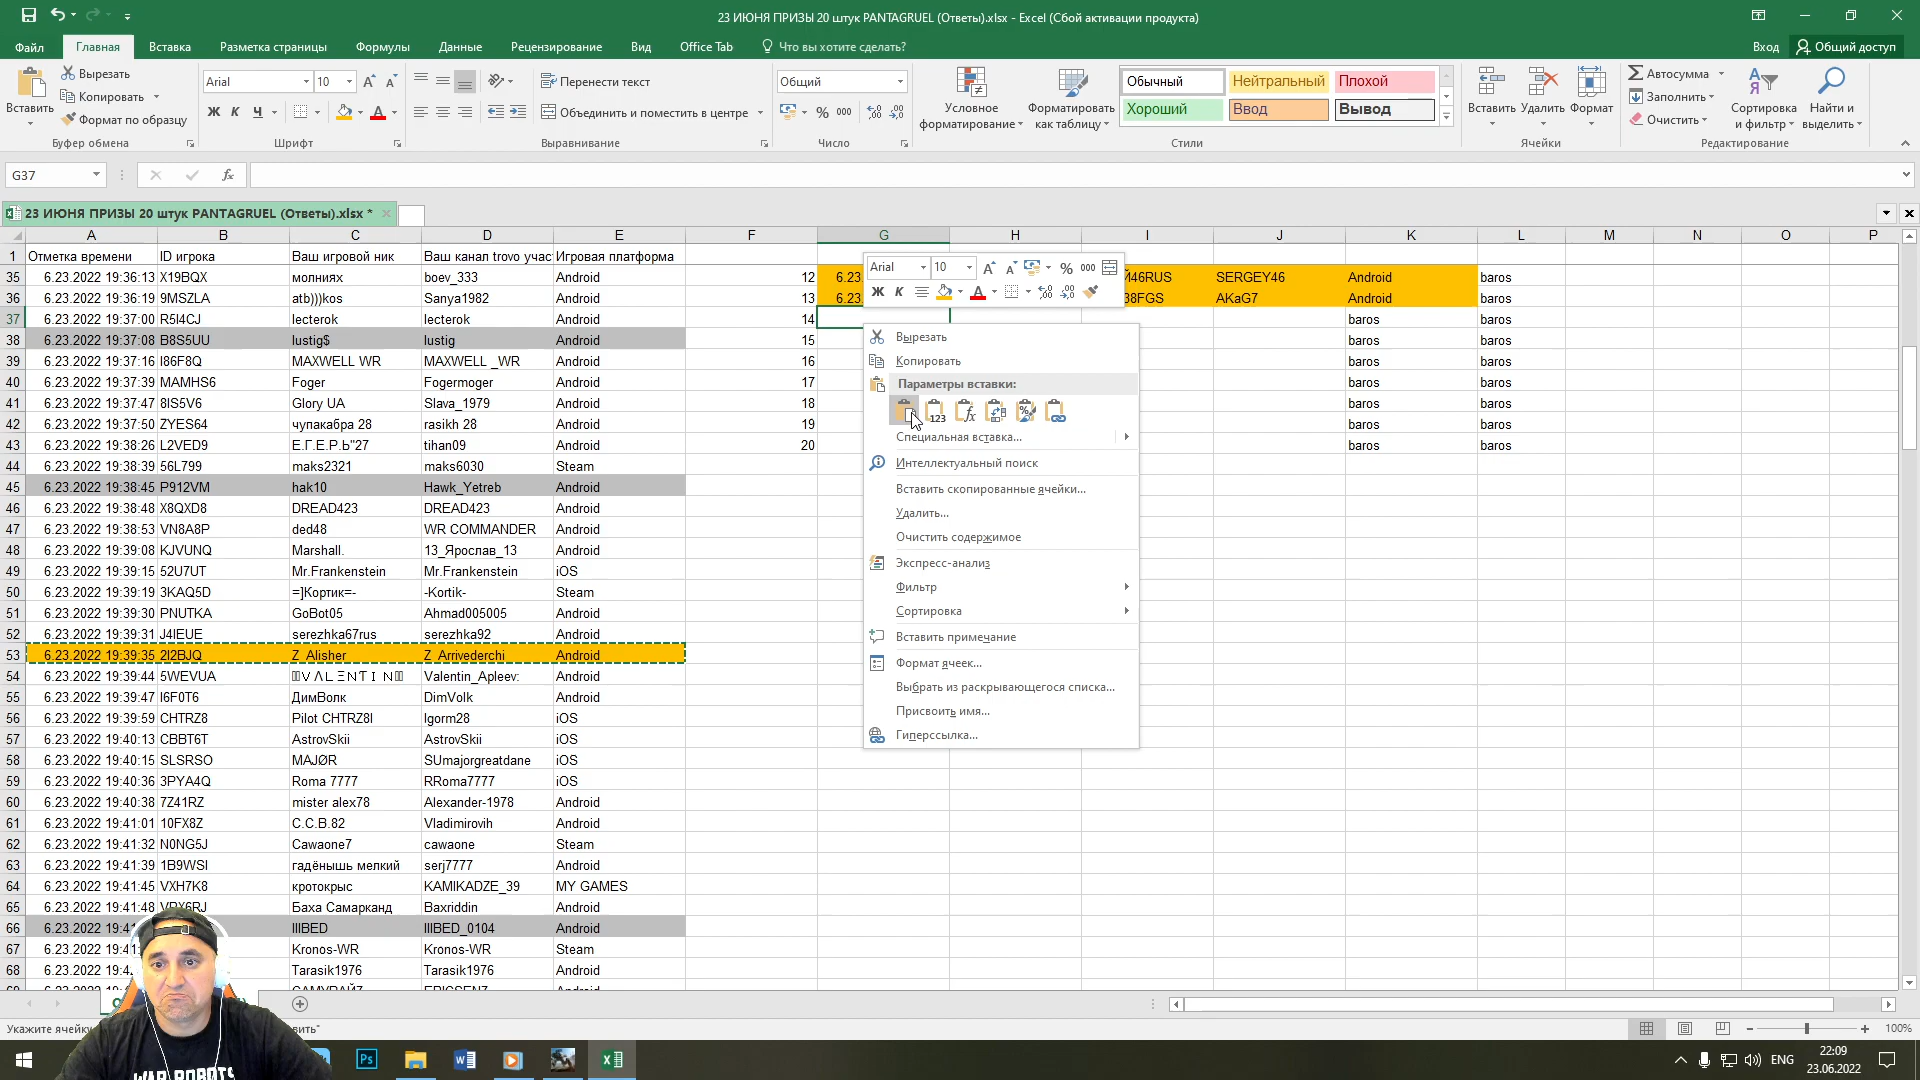 23 ИЮНЯ ПРИЗЫ 20 штук PANTAGRUEL (Ответы).xlsx - Excel (Сбой активации продукта)
Файл Главная Вставка Разметка страницы Формулы Данные Рецензирование Вид Office Tab Что вы хотите сделать? Вход Общий доступ
Вставить
Вырезать
Копировать
Формат по образцу
Буфер обмена
Arial 10
Ж К Ч
Шрифт
Перенести текст
Объединить и поместить в центре
Выравнивание
Общий
% 000
Число
Условное форматирование
Форматировать как таблицу
Обычный Нейтральный Плохой
Хороший Ввод Вывод
Стили
Вставить Удалить Формат
Ячейки
Автосумма
Заполнить
Очистить
Сортировка и фильтр
Найти и выделить
Редактирование
G37 fx
23 ИЮНЯ ПРИЗЫ 20 штук PANTAGRUEL (Ответы).xlsx *
A B C D E F G H I J K L M N O P
1 Отметка времени ID игрока Ваш игровой ник Ваш канал trovo учас Игровая платформа
35 6.23.2022 19:36:13 X19BQX молниях boev_333 Android 12 6.23 Й46RUS SERGEY46 Android baros
36 6.23.2022 19:36:19 9MSZLA atb)))kos Sanya1982 Android 13 6.23 38FGS AKaG7 Android baros
37 6.23.2022 19:37:00 R5I4CJ lecterok lecterok Android 14 baros baros
38 6.23.2022 19:37:08 B8S5UU lustig$ lustig Android 15 baros baros
39 6.23.2022 19:37:16 I86F8Q MAXWELL WR MAXWELL _WR Android 16 baros baros
40 6.23.2022 19:37:39 MAMHS6 Foger Fogermoger Android 17 baros baros
41 6.23.2022 19:37:47 8IS5V6 Glory UA Slava_1979 Android 18 baros baros
42 6.23.2022 19:37:50 ZYES64 чупакабра 28 rasikh 28 Android 19 baros baros
43 6.23.2022 19:38:26 L2VED9 Е.Г.Е.Р.Ь"27 tihan09 Android 20 baros baros
44 6.23.2022 19:38:39 56L799 maks2321 maks6030 Steam
45 6.23.2022 19:38:45 P912VM hak10 Hawk_Yetreb Android
46 6.23.2022 19:38:48 X8QXD8 DREAD423 DREAD423 Android
47 6.23.2022 19:38:53 VN8A8P ded48 WR COMMANDER Android
48 6.23.2022 19:39:08 KJVUNQ Marshall. 13_Ярослав_13 Android
49 6.23.2022 19:39:15 52U7UT Mr.Frankenstein Mr.Frankenstein iOS
50 6.23.2022 19:39:19 3KAQ5D =]Кортик=- -Kortik- Steam
51 6.23.2022 19:39:30 PNUTKA GoBot05 Ahmad005005 Android
52 6.23.2022 19:39:31 J4IEUE serezhka67rus serezhka92 Android
53 6.23.2022 19:39:35 2I2BJQ Z_Alisher Z_Arrivederchi Android
54 6.23.2022 19:39:44 5WEVUA V A L Ξ N T I N Valentin_Apleev: Android
55 6.23.2022 19:39:47 I6F0T6 ДимВолк DimVolk Android
56 6.23.2022 19:39:59 CHTRZ8 Pilot CHTRZ8I Igorm28 iOS
57 6.23.2022 19:40:13 CBBT6T AstrovSkii AstrovSkii iOS
58 6.23.2022 19:40:15 SLSRSO MAJØR SUmajorgreatdane iOS
59 6.23.2022 19:40:36 3PYA4Q Roma 7777 RRoma7777 iOS
60 6.23.2022 19:40:38 7Z41RZ mister alex78 Alexander-1978 Android
61 6.23.2022 19:41:01 10FX8Z С.С.В.82 Vladimirovih Android
62 6.23.2022 19:41:32 N0NG5J Cawaone7 cawaone Steam
63 6.23.2022 19:41:39 1B9WSI гадёнышь мелкий serj7777 Android
64 6.23.2022 19:41:45 VXH7K8 кротокрыс KAMIKADZE_39 MY GAMES
65 6.23.2022 19:41:48 VPX6RJ Баха Самарканд Baxriddin Android
66 6.23.2022 19:41 IIIBED IIIBED_0104 Android
67 6.23.2022 19:41 Kronos-WR Kronos-WR Steam
68 6.23.2022 19:4 Tarasik1976 Tarasik1976 Android
Arial 10 % 000
Ж К А
Вырезать
Копировать
Параметры вставки:
Специальная вставка...
Интеллектуальный поиск
Вставить скопированные ячейки...
Удалить...
Очистить содержимое
Экспресс-анализ
Фильтр
Сортировка
Вставить примечание
Формат ячеек...
Выбрать из раскрывающегося списка...
Присвоить имя...
Гиперссылка...
Укажите ячейку вить"
100%
WAR ROBOTS
Ps
ENG
22:09
23.06.2022